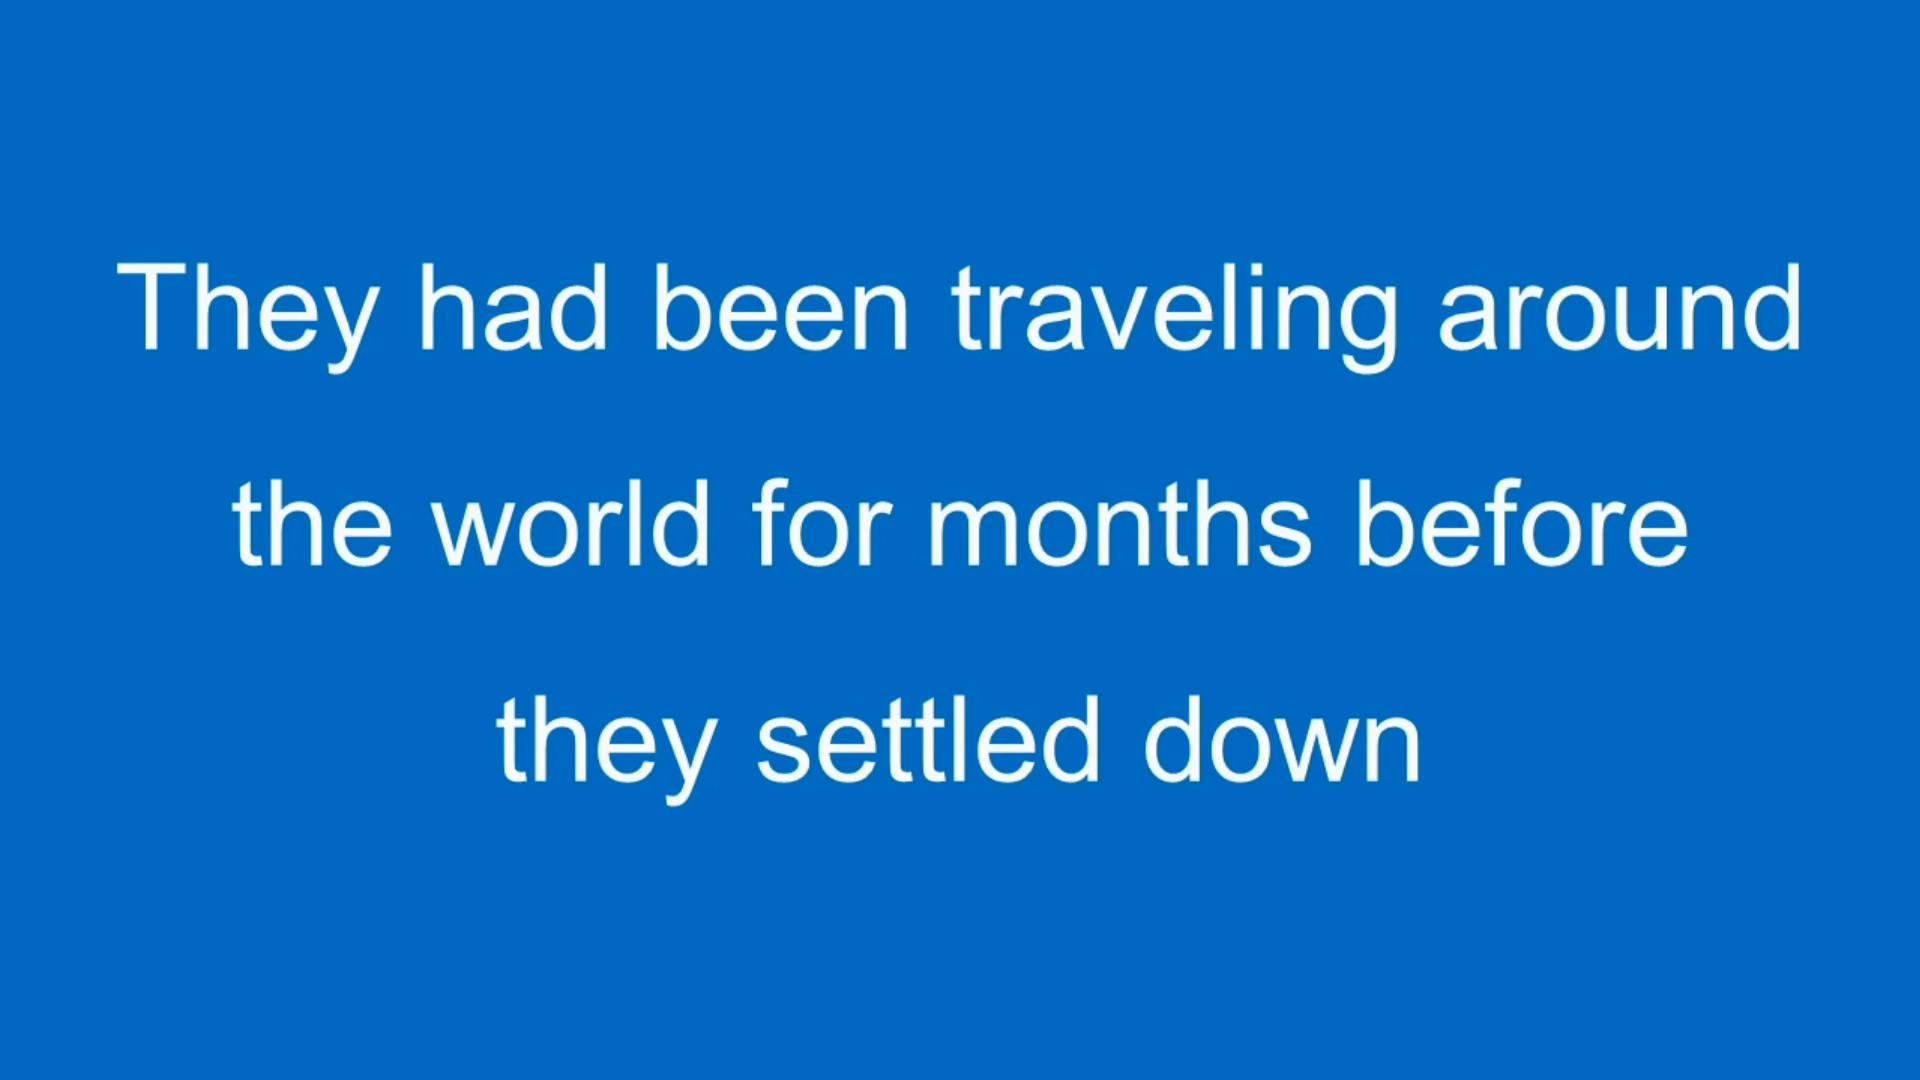 They had been traveling around
the world for months before
they settled down